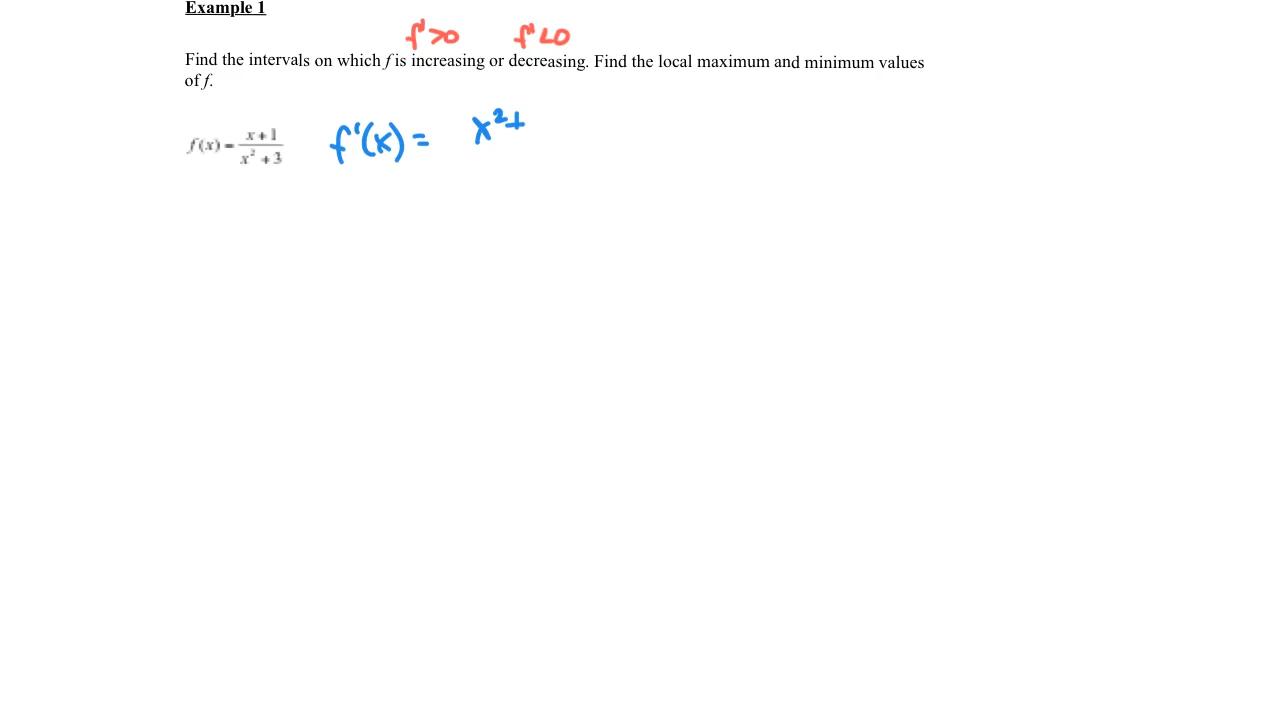 Example 1
f'>0 f'<0
Find the intervals on which f is increasing or decreasing. Find the local maximum and minimum values
of f.
f(x) = x+1 / x² + 3 f'(x) = x²+